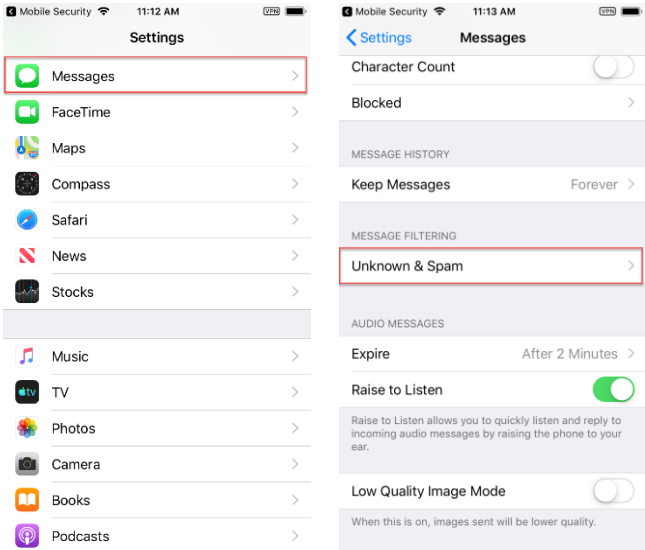 Mobile Security 11:12 AM VPN
Settings
Messages
FaceTime
Maps
Compass
Safari
News
Stocks
Music
tv TV
Photos
Camera
Books
Podcasts
Mobile Security 11:13 AM VPN
Settings Messages
Character Count
Blocked
MESSAGE HISTORY
Keep Messages Forever
MESSAGE FILTERING
Unknown & Spam
AUDIO MESSAGES
Expire After 2 Minutes
Raise to Listen
Raise to Listen allows you to quickly listen and reply to
incoming audio messages by raising the phone to your
ear.
Low Quality Image Mode
When this is on, images sent will be lower quality.